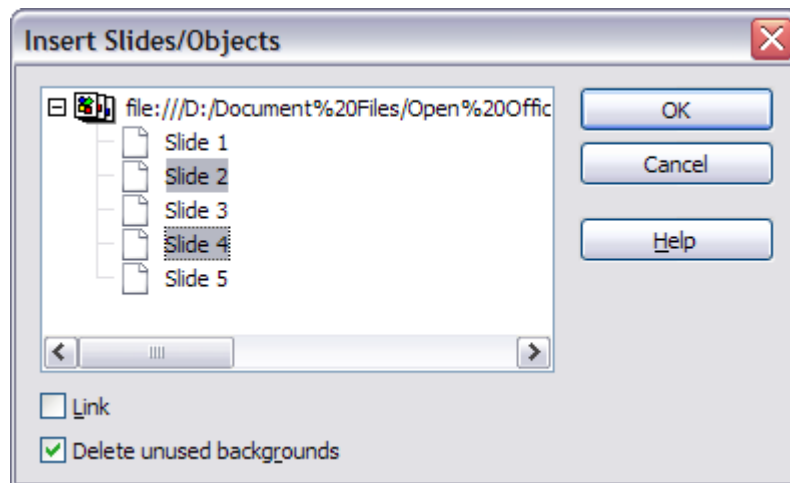 Insert Slides/Objects
file:///D:/Document%20Files/Open%20Offic
Slide 1
Slide 2
Slide 3
Slide 4
Slide 5
OK
Cancel
Help
Link
Delete unused backgrounds